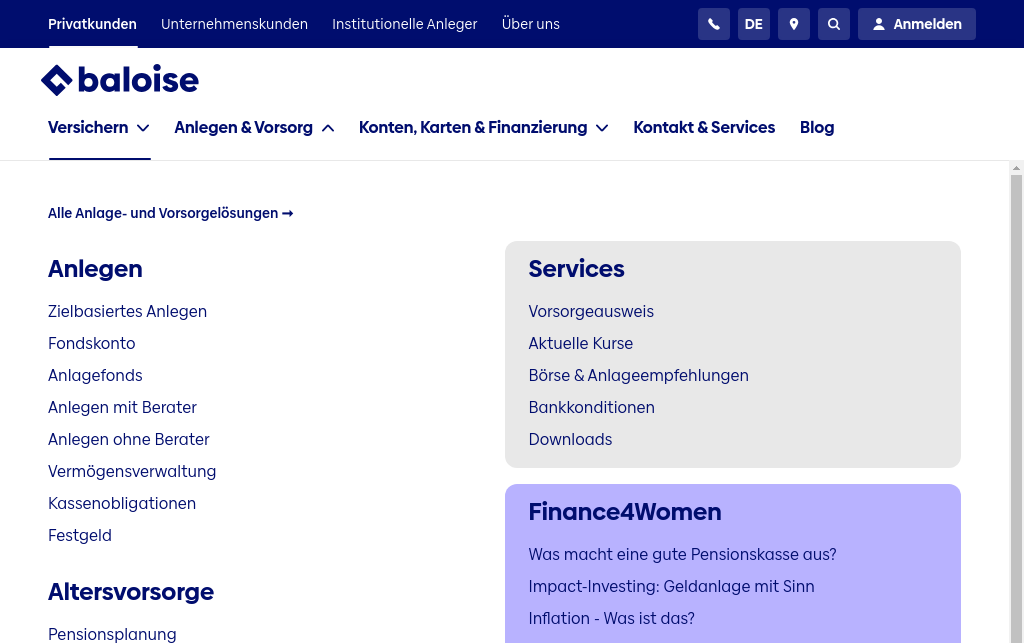 Privatkunden Unternehmenskunden Institutionelle Anleger Über uns DE Anmelden
baloise
Versichern Anlegen & Vorsorg Konten, Karten & Finanzierung Kontakt & Services Blog
Alle Anlage- und Vorsorgelösungen →
Anlegen
Zielbasiertes Anlegen
Fondskonto
Anlagefonds
Anlegen mit Berater
Anlegen ohne Berater
Vermögensverwaltung
Kassenobligationen
Festgeld
Altersvorsorge
Pensionsplanung
Services
Vorsorgeausweis
Aktuelle Kurse
Börse & Anlageempfehlungen
Bankkonditionen
Downloads
Finance4Women
Was macht eine gute Pensionskasse aus?
Impact-Investing: Geldanlage mit Sinn
Inflation - Was ist das?